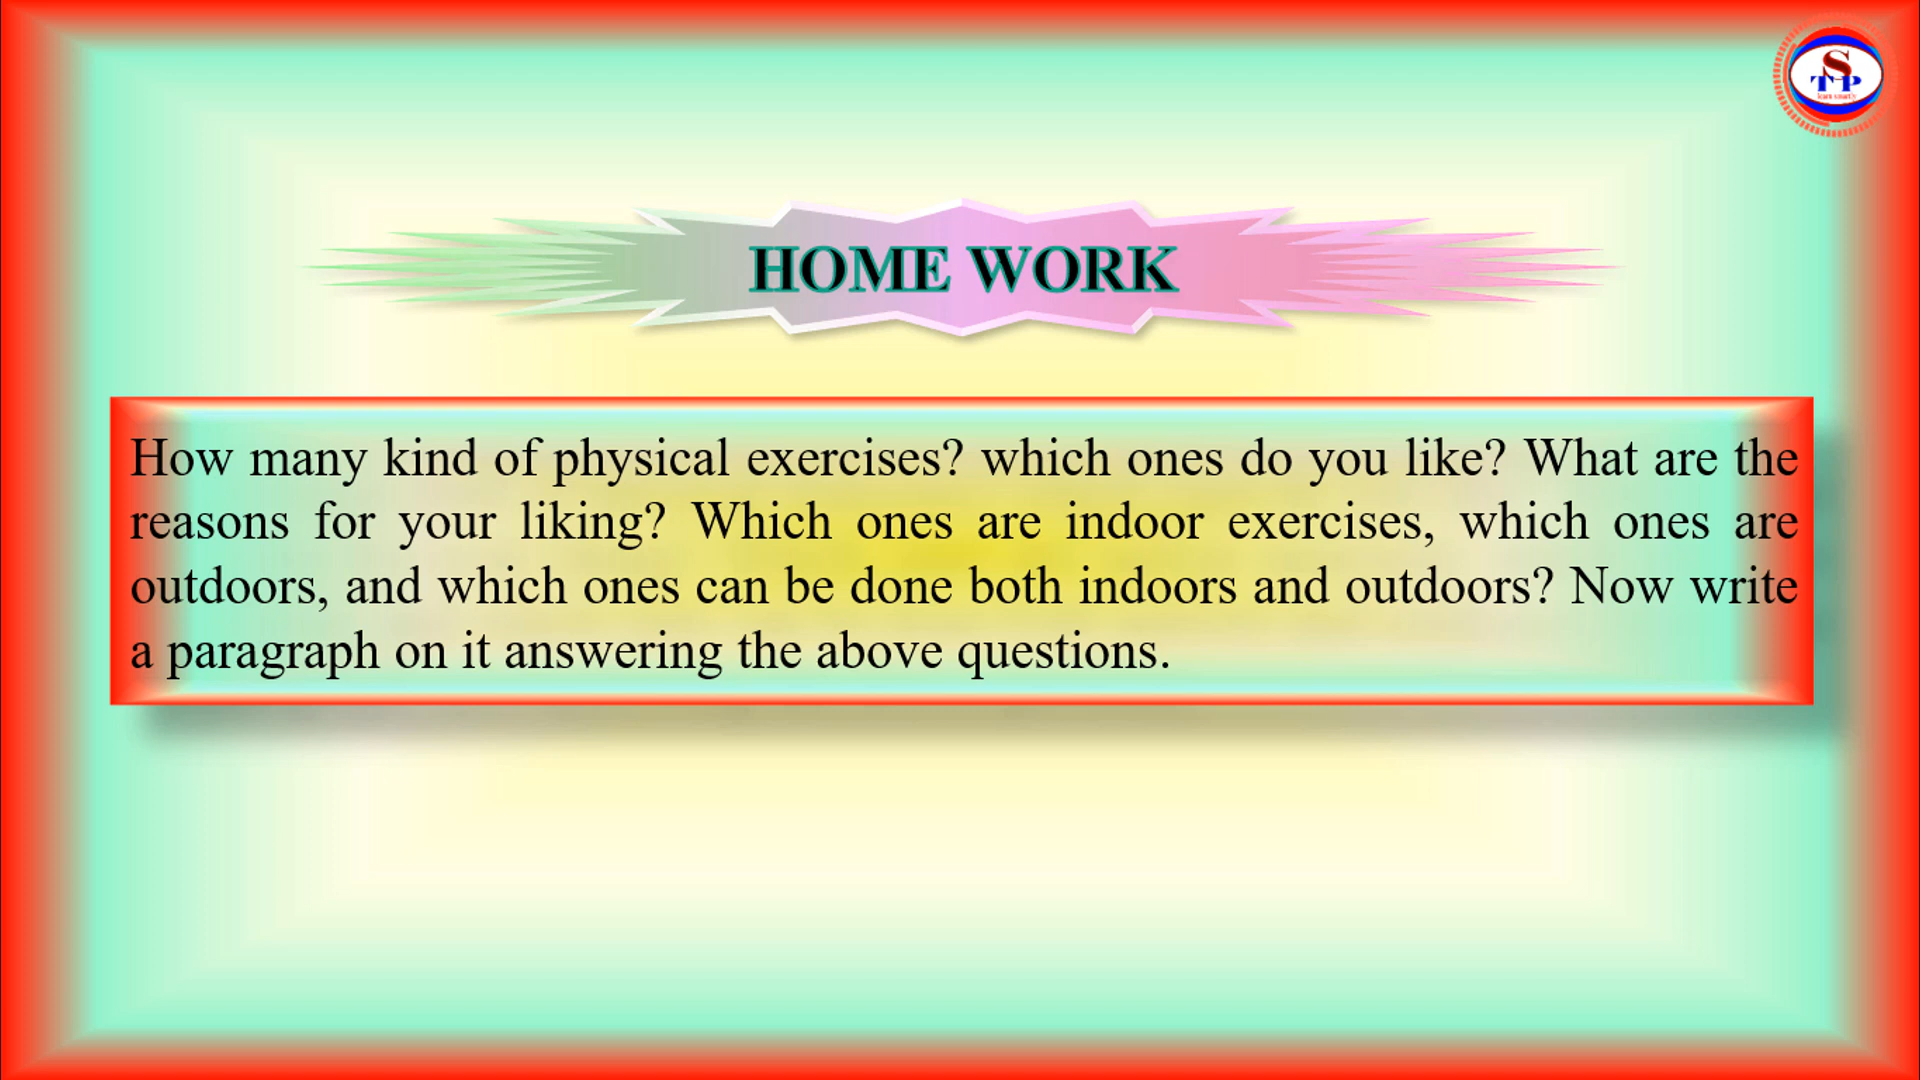 S
TP
learn smartly
HOME WORK
How many kind of physical exercises? which ones do you like? What are the
reasons for your liking? Which ones are indoor exercises, which ones are
outdoors, and which ones can be done both indoors and outdoors? Now write
a paragraph on it answering the above questions.